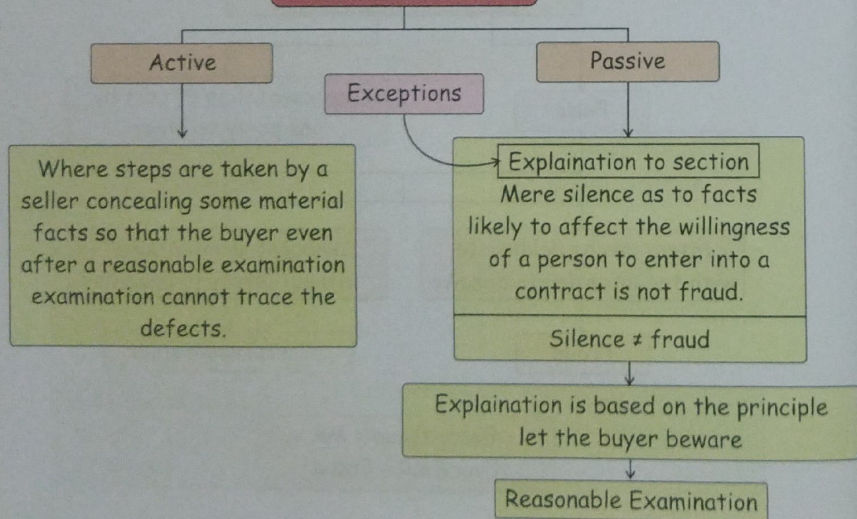 Active
Passive
Exceptions
Where steps are taken by a
seller concealing some material
facts so that the buyer even
after a reasonable examination
examination cannot trace the
defects.
Explaination to section
Mere silence as to facts
likely to affect the willingness
of a person to enter into a
contract is not fraud.
Silence ≠ fraud
Explaination is based on the principle
let the buyer beware
Reasonable Examination